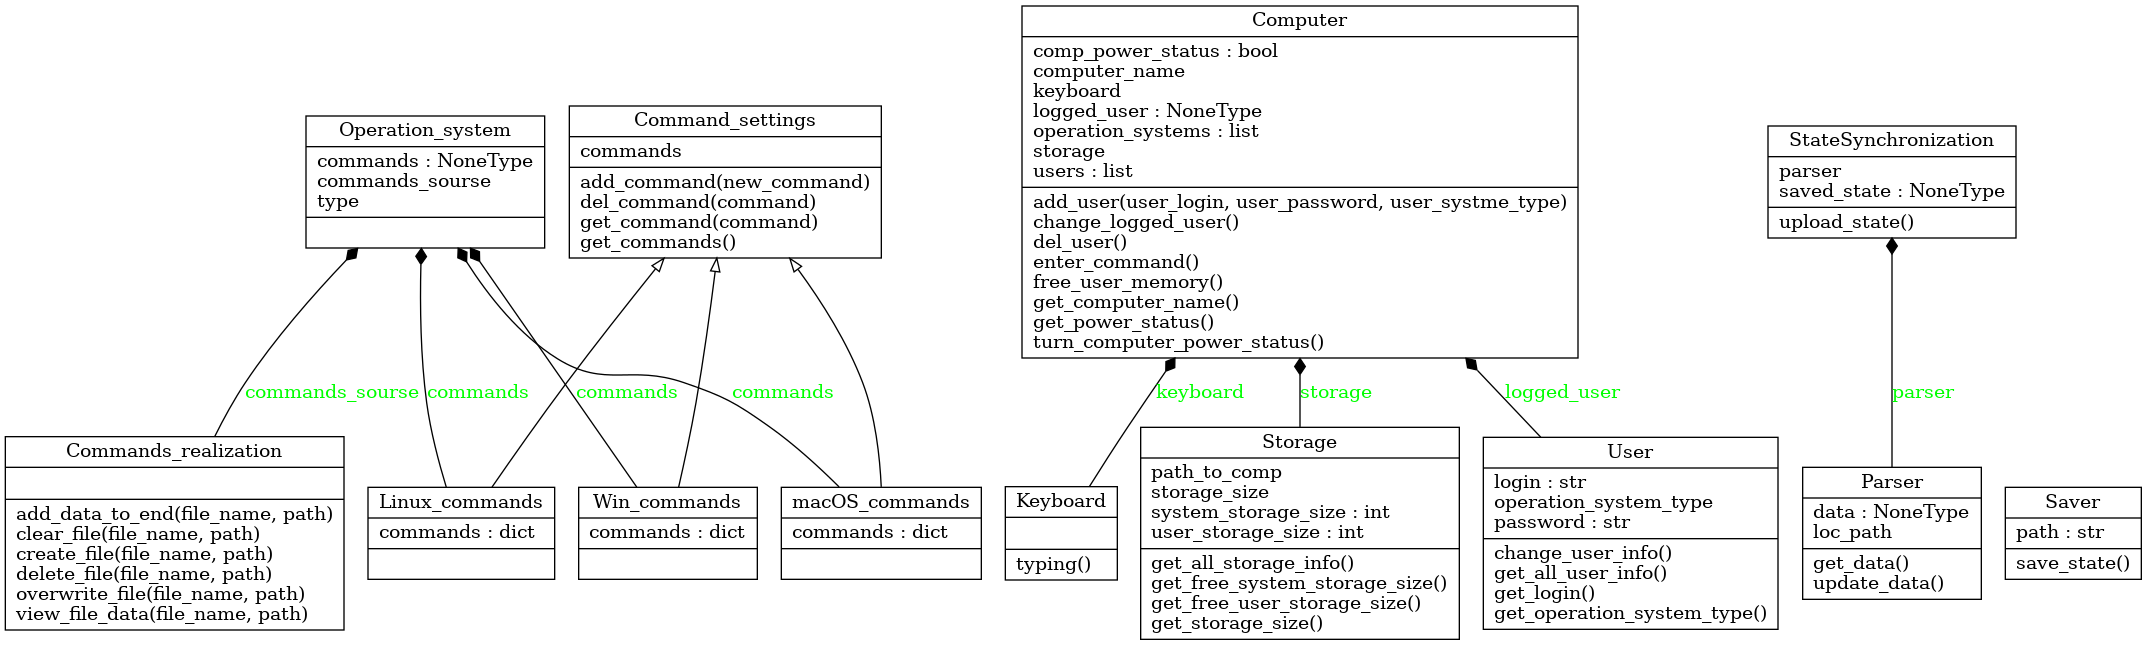 Operation_system
commands : NoneType
commands_sourse
type
Command_settings
commands
add_command(new_command)
del_command(command)
get_command(command)
get_commands()
Computer
comp_power_status : bool
computer_name
keyboard
logged_user : NoneType
operation_systems : list
storage
users : list
add_user(user_login, user_password, user_systme_type)
change_logged_user()
del_user()
enter_command()
free_user_memory()
get_computer_name()
get_power_status()
turn_computer_power_status()
StateSynchronization
parser
saved_state : NoneType
upload_state()
commands_sourse
commands
commands
commands
keyboard
storage
logged_user
parser
Commands_realization
add_data_to_end(file_name, path)
clear_file(file_name, path)
create_file(file_name, path)
delete_file(file_name, path)
overwrite_file(file_name, path)
view_file_data(file_name, path)
Linux_commands
commands : dict
Win_commands
commands : dict
macOS_commands
commands : dict
Keyboard
typing()
Storage
path_to_comp
storage_size
system_storage_size : int
user_storage_size : int
get_all_storage_info()
get_free_system_storage_size()
get_free_user_storage_size()
get_storage_size()
User
login : str
operation_system_type
password : str
change_user_info()
get_all_user_info()
get_login()
get_operation_system_type()
Parser
data : NoneType
loc_path
get_data()
update_data()
Saver
path : str
save_state()